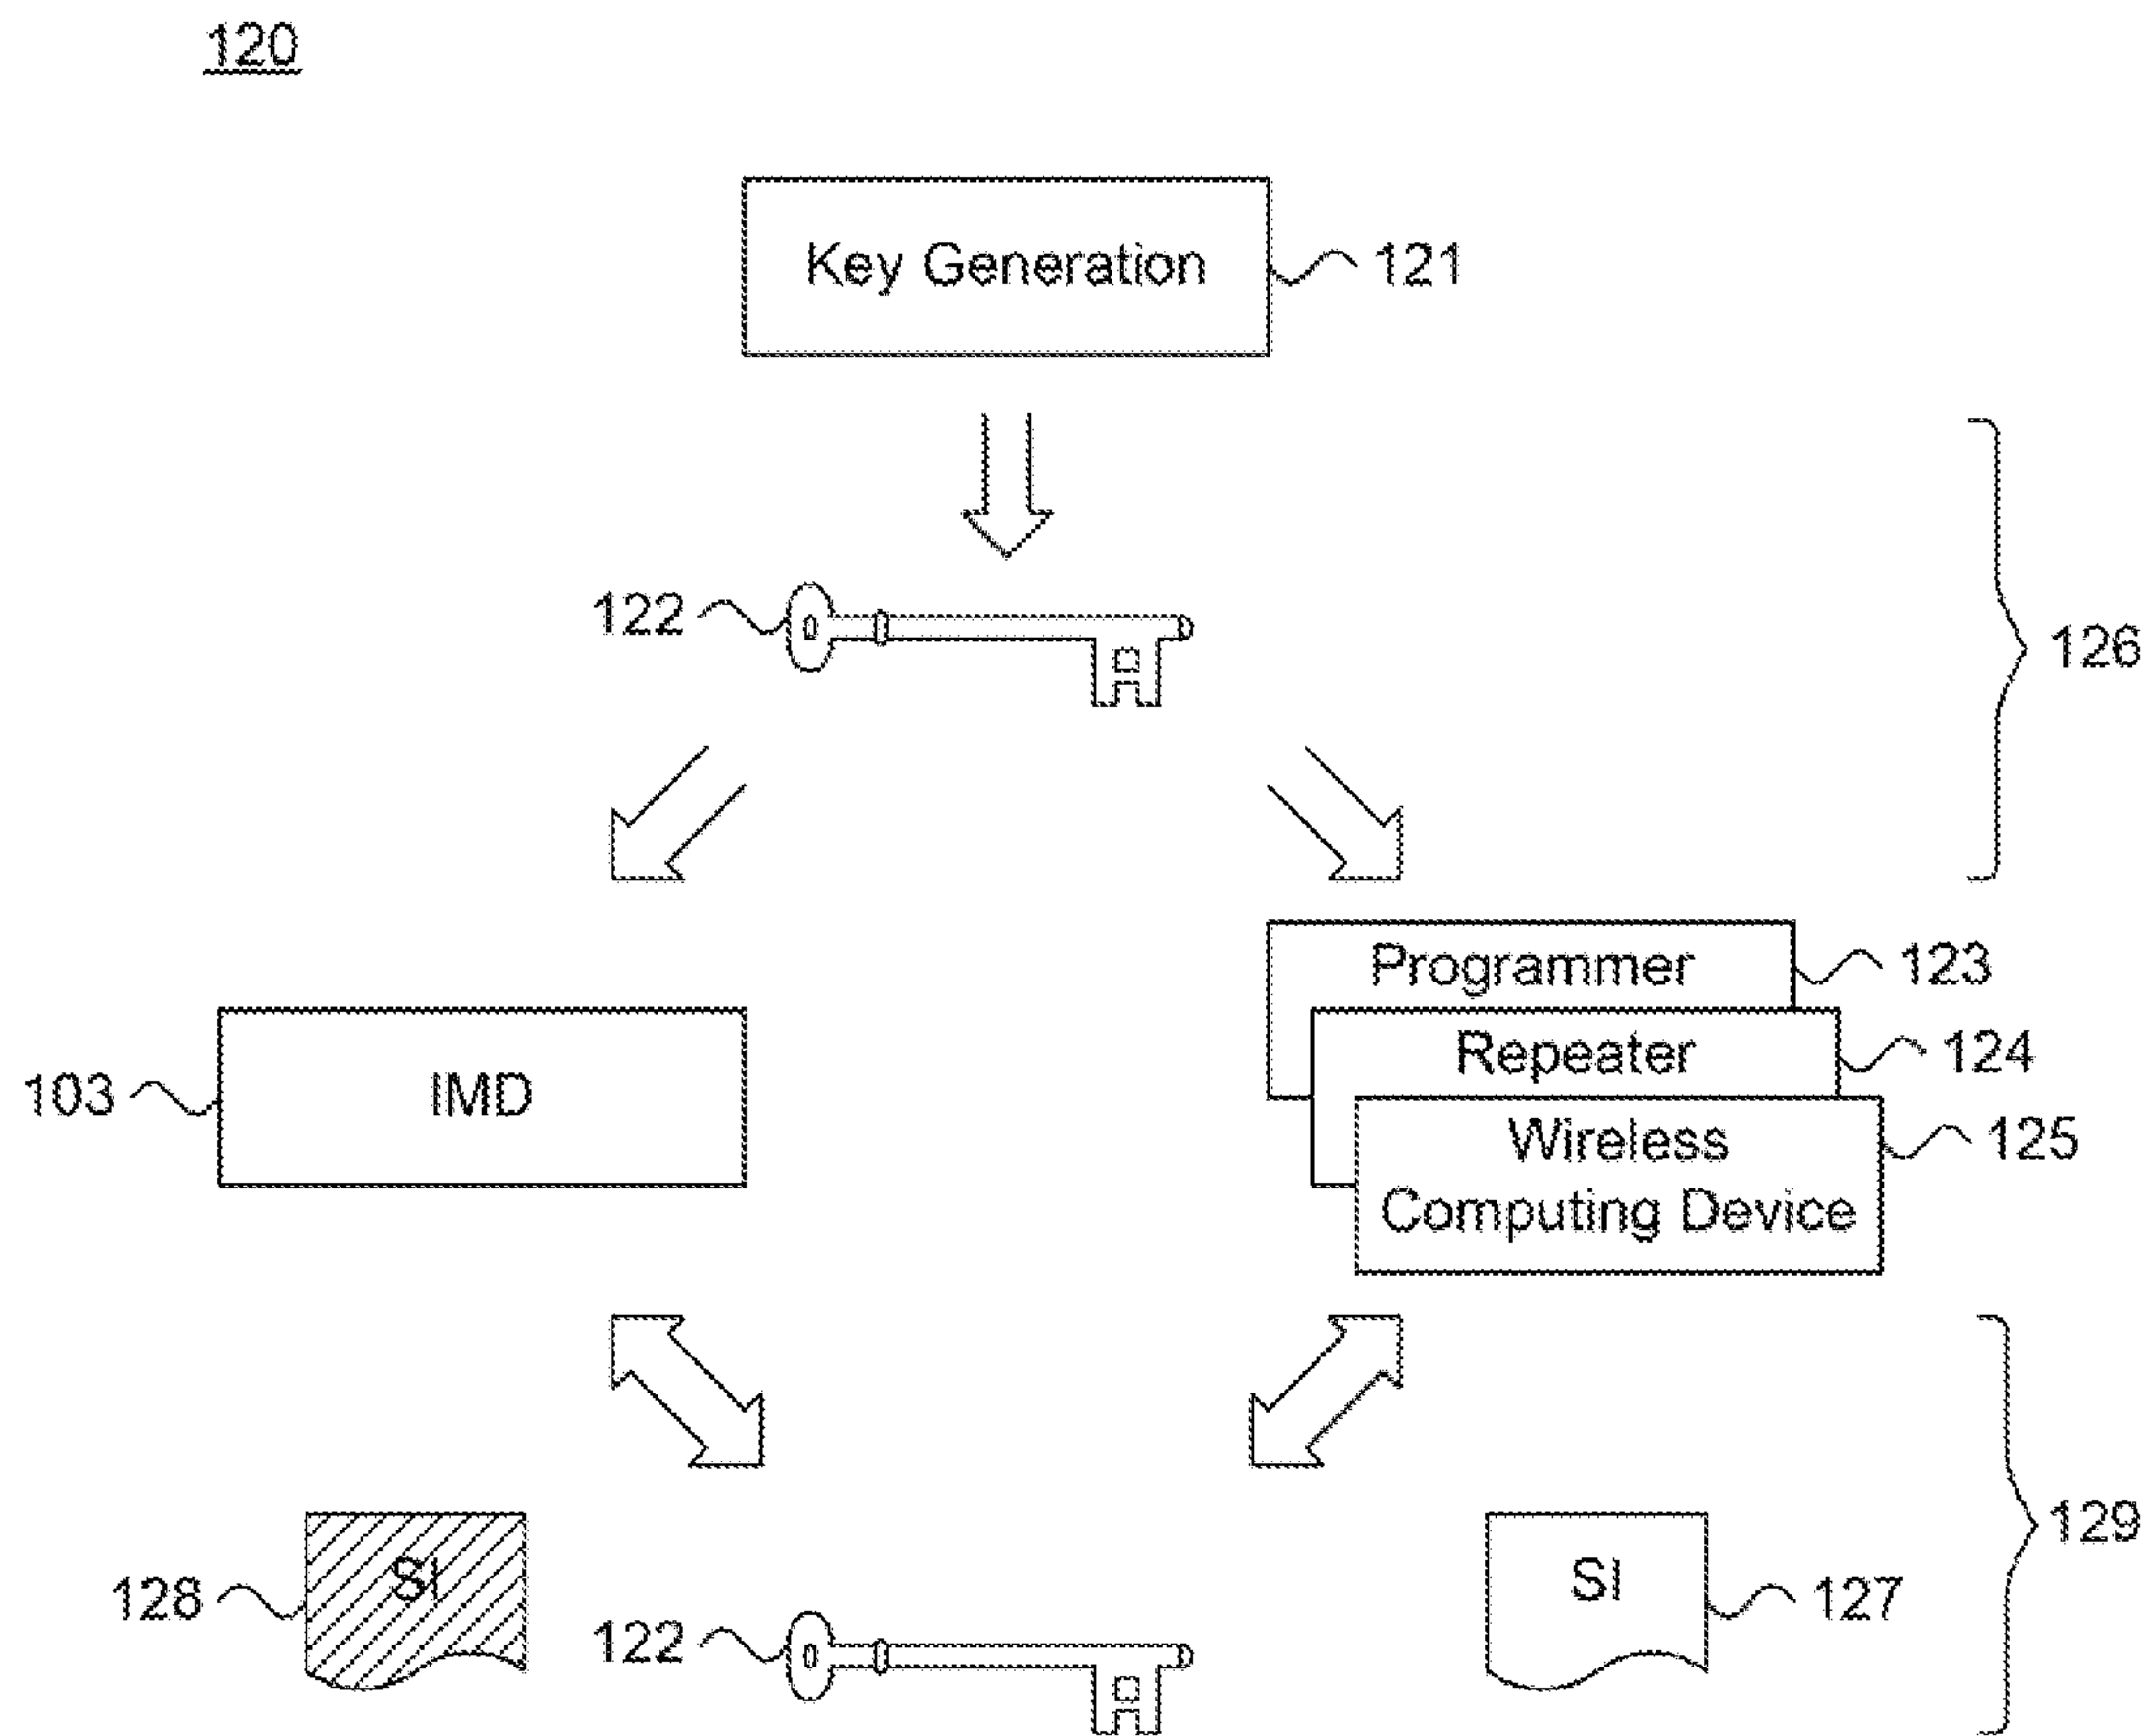 120
Key Generation
121
122
126
Programmer
123
Repeater
124
103
IMD
Wireless
Computing Device
125
SI
128
122
SI
127
129